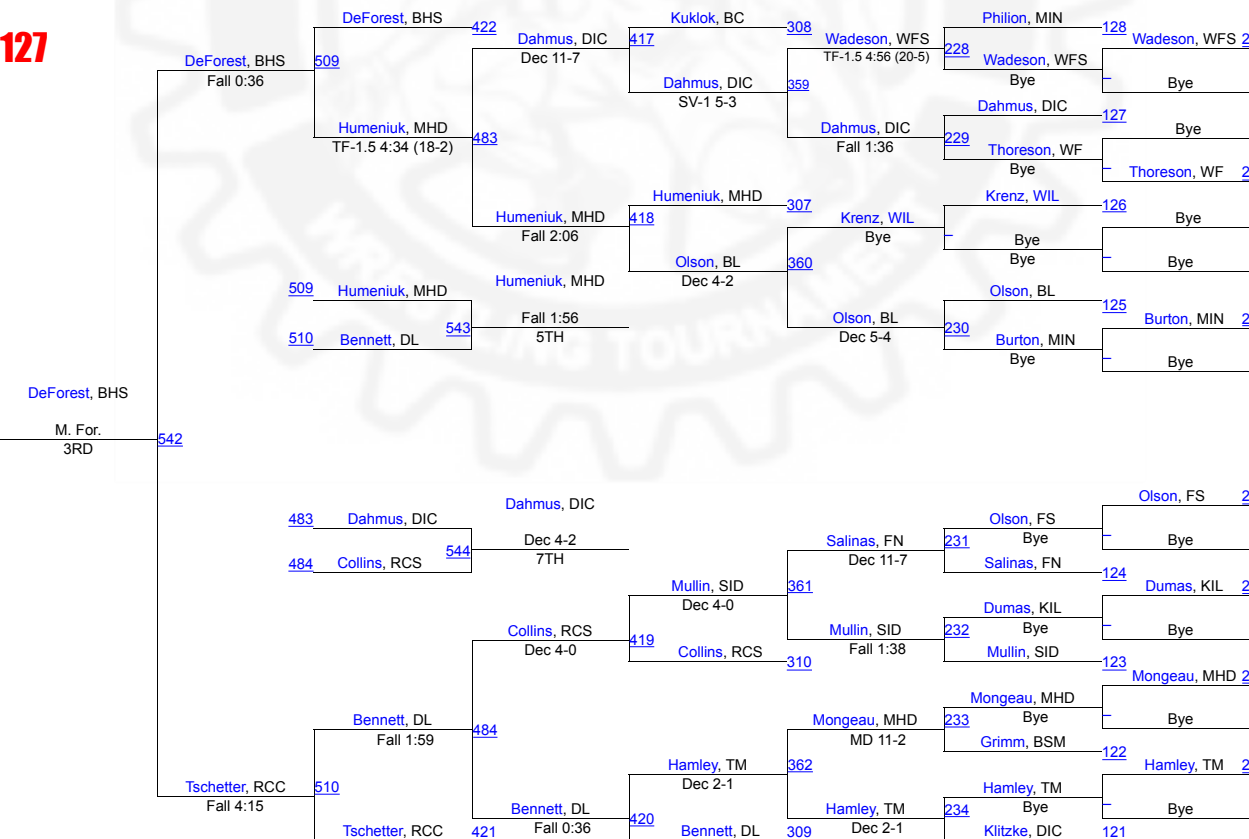 127
DeForest, BHS
422
Kuklok, BC
308
Philion, MIN
128
Dahmus, DIC
417
Wadeson, WFS
Wadeson, WFS 2
Dec 11-7
TF-1.5 4:56 (20-5)
228
Wadeson, WFS
DeForest, BHS
509
Bye
–
Bye
Fall 0:36
Dahmus, DIC
359
SV-1 5-3
Dahmus, DIC
127
Humeniuk, MHD
483
Dahmus, DIC
229
Bye
TF-1.5 4:34 (18-2)
Fall 1:36
Thoreson, WF
Bye
–
Thoreson, WF 2
Humeniuk, MHD
307
Krenz, WIL
126
Humeniuk, MHD
418
Krenz, WIL
Bye
Fall 2:06
Bye
–
Bye
Bye
Olson, BL
360
Bye
Dec 4-2
509
Humeniuk, MHD
Humeniuk, MHD
Olson, BL
125
Fall 1:56
Olson, BL
230
Burton, MIN 2
543
5TH
Dec 5-4
510
Bennett, DL
Burton, MIN
Bye
–
Bye
DeForest, BHS
M. For.
542
3RD
Dahmus, DIC
Olson, FS 2
483
Dahmus, DIC
Olson, FS
Dec 4-2
Salinas, FN
231
Bye
–
Bye
544
7TH
Dec 11-7
484
Collins, RCS
Salinas, FN
124
Mullin, SID
361
Dumas, KIL 2
Dec 4-0
Dumas, KIL
Collins, RCS
419
Mullin, SID
232
Bye
–
Bye
Dec 4-0
Fall 1:38
Collins, RCS
310
Mullin, SID
123
Mongeau, MHD 2
Mongeau, MHD
Bennett, DL
484
Mongeau, MHD
233
Bye
–
Bye
Fall 1:59
MD 11-2
Grimm, BSM
122
Hamley, TM
362
Hamley, TM 2
Dec 2-1
Tschetter, RCC
510
Hamley, TM
Fall 4:15
Bennett, DL
420
Hamley, TM
234
Bye
–
Bye
Fall 0:36
Dec 2-1
Tschetter, RCC
421
Bennett, DL
309
Klitzke, DIC
121
WRESTLING TOURNAMENT